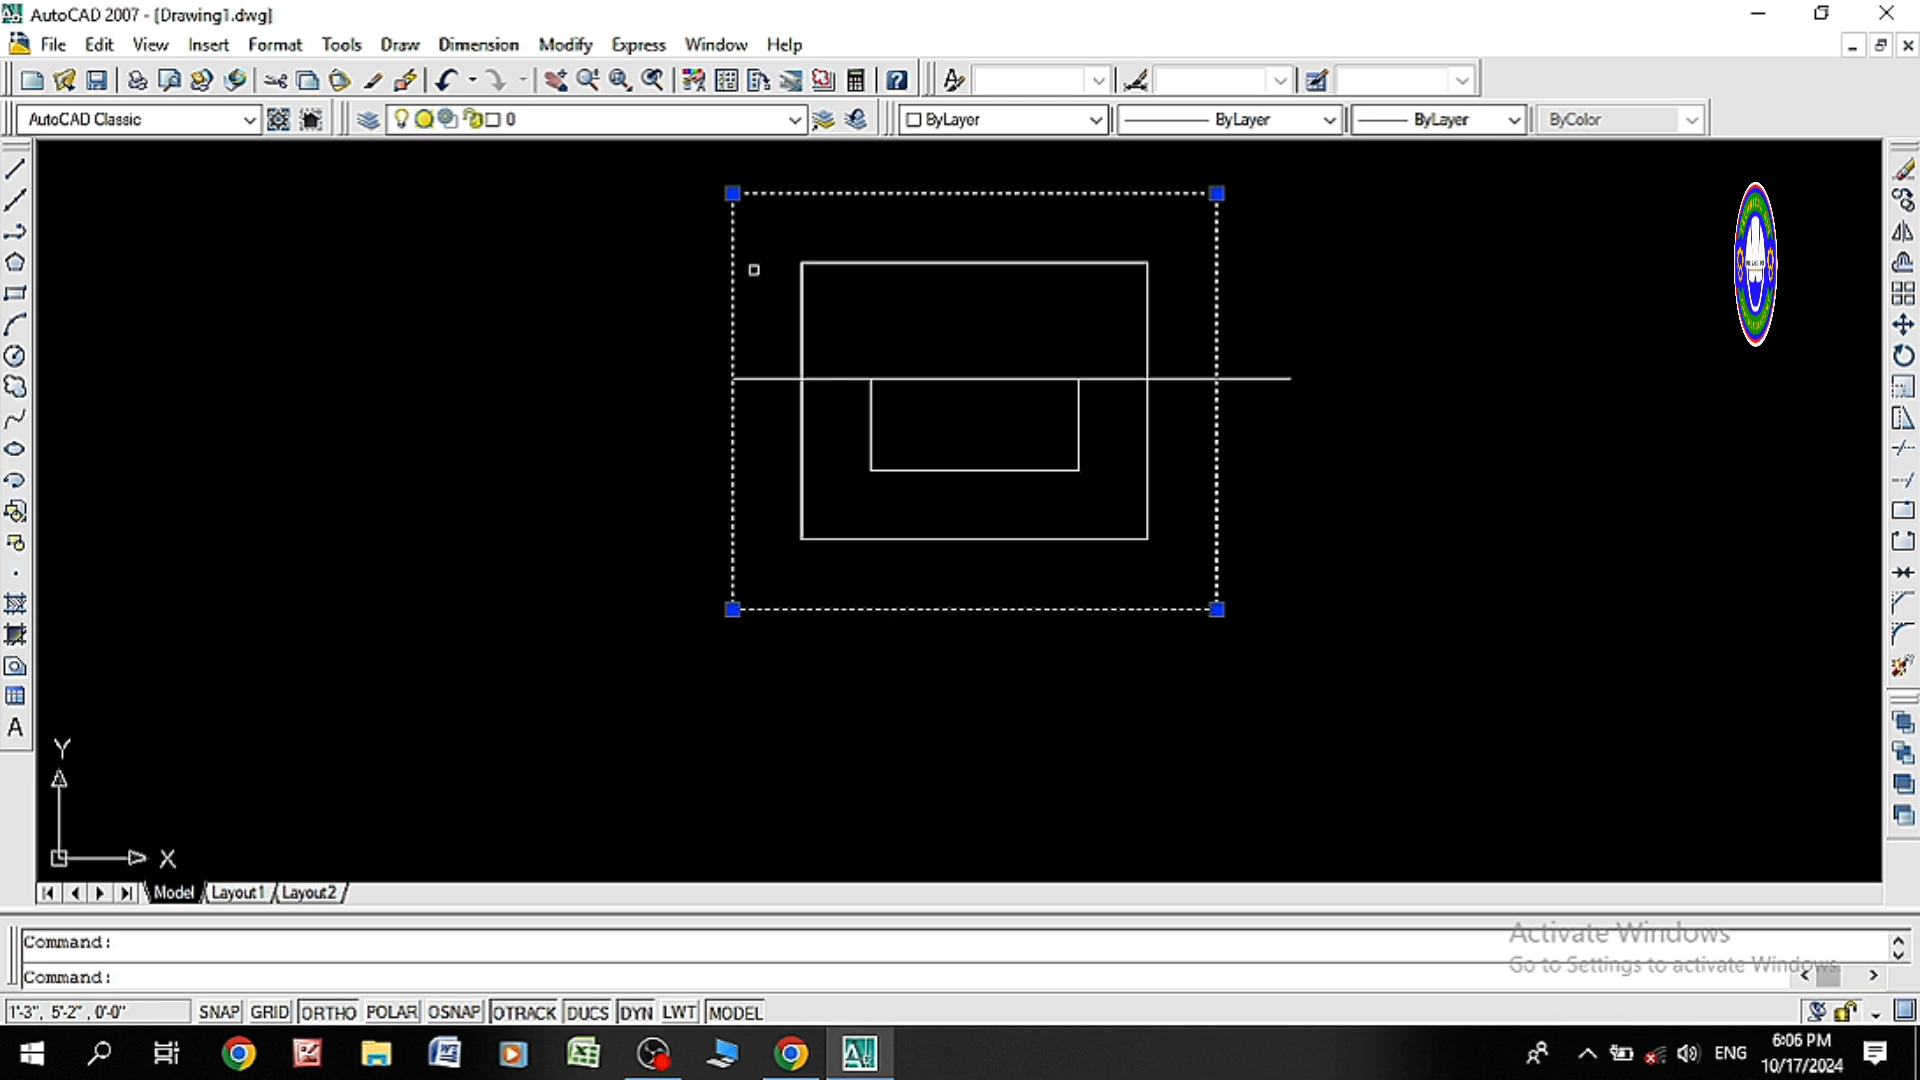 AutoCAD 2007 - [Drawing1.dwg]
File Edit View Insert Format Tools Draw Dimension Modify Express Window Help
AutoCAD Classic 0 ByLayer ByLayer ByLayer ByColor
A
Y
X
Model Layout1 Layout2
Command:
Command:
Activate Windows
Go to Settings to activate Windows.
1'-3", 5'-2" , 0'-0" SNAP GRID ORTHO POLAR OSNAP OTRACK DUCS DYN LWT MODEL
6:06 PM
ENG
10/17/2024